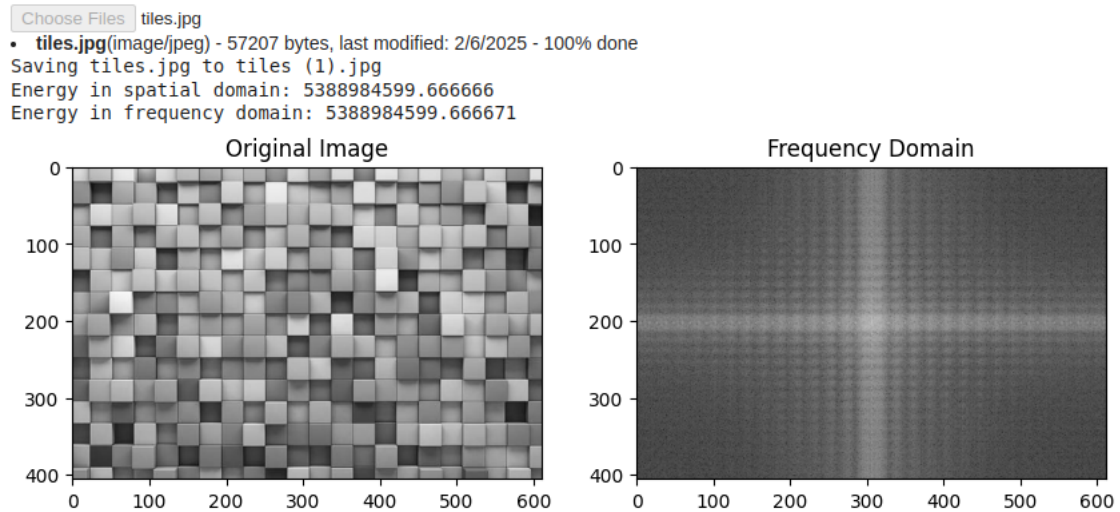 Choose Files tiles.jpg
• tiles.jpg(image/jpeg) - 57207 bytes, last modified: 2/6/2025 - 100% done
Saving tiles.jpg to tiles (1).jpg
Energy in spatial domain: 5388984599.666666
Energy in frequency domain: 5388984599.666671
Original Image
0
100
200
300
400
0 100 200 300 400 500 600
Frequency Domain
0
100
200
300
400
0 100 200 300 400 500 600